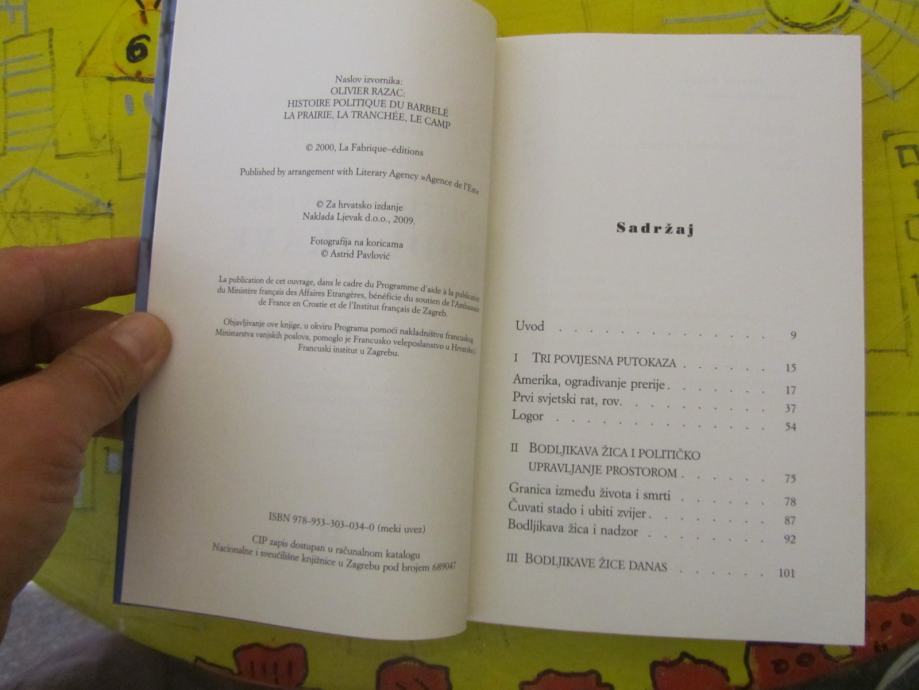 6
Naslov izvornika:
OLIVIER RAZAC:
HISTOIRE POLITIQUE DU BARBELÉ
LA PRAIRIE, LA TRANCHÉE, LE CAMP
© 2000, La Fabrique–éditions
Published by arrangement with Literary Agency »Agence de l'Est«
© Za hrvatsko izdanje
Naklada Ljevak d.o.o., 2009.
Fotografija na koricama
© Astrid Pavlović
La publication de cet ouvrage, dans le cadre du Programme d'aide à la publication
du Ministère français des Affaires Etrangères, bénéficie du soutien de l'Ambassade
de France en Croatie et de l'Institut français de Zagreb.
Objavljivanje ove knjige, u okviru Programa pomoći nakladništvu francuskog
Ministarstva vanjskih poslova, pomoglo je Francusko veleposlanstvo u Hrvatskoj i
Francuski institut u Zagrebu.
ISBN 978–953–303–034–0 (meki uvez)
CIP zapis dostupan u računalnom katalogu
Nacionalne i sveučilišne knjižnice u Zagrebu pod brojem 689047
Sadržaj
Uvod . . . . . . . . . . . . 9
I TRI POVIJESNA PUTOKAZA . . . . . . 15
Amerika, ograđivanje prerije . . . . . . 17
Prvi svjetski rat, rov. . . . . . . . . 37
Logor . . . . . . . . . . . . 54
II BODLJIKAVA ŽICA I POLITIČKO
UPRAVLJANJE PROSTOROM . . . . . 75
Granica između života i smrti . . . . . 78
Čuvati stado i ubiti zvijer . . . . . . . 87
Bodljikava žica i nadzor . . . . . . . 92
III BODLJIKAVE ŽICE DANAS . . . . . 101